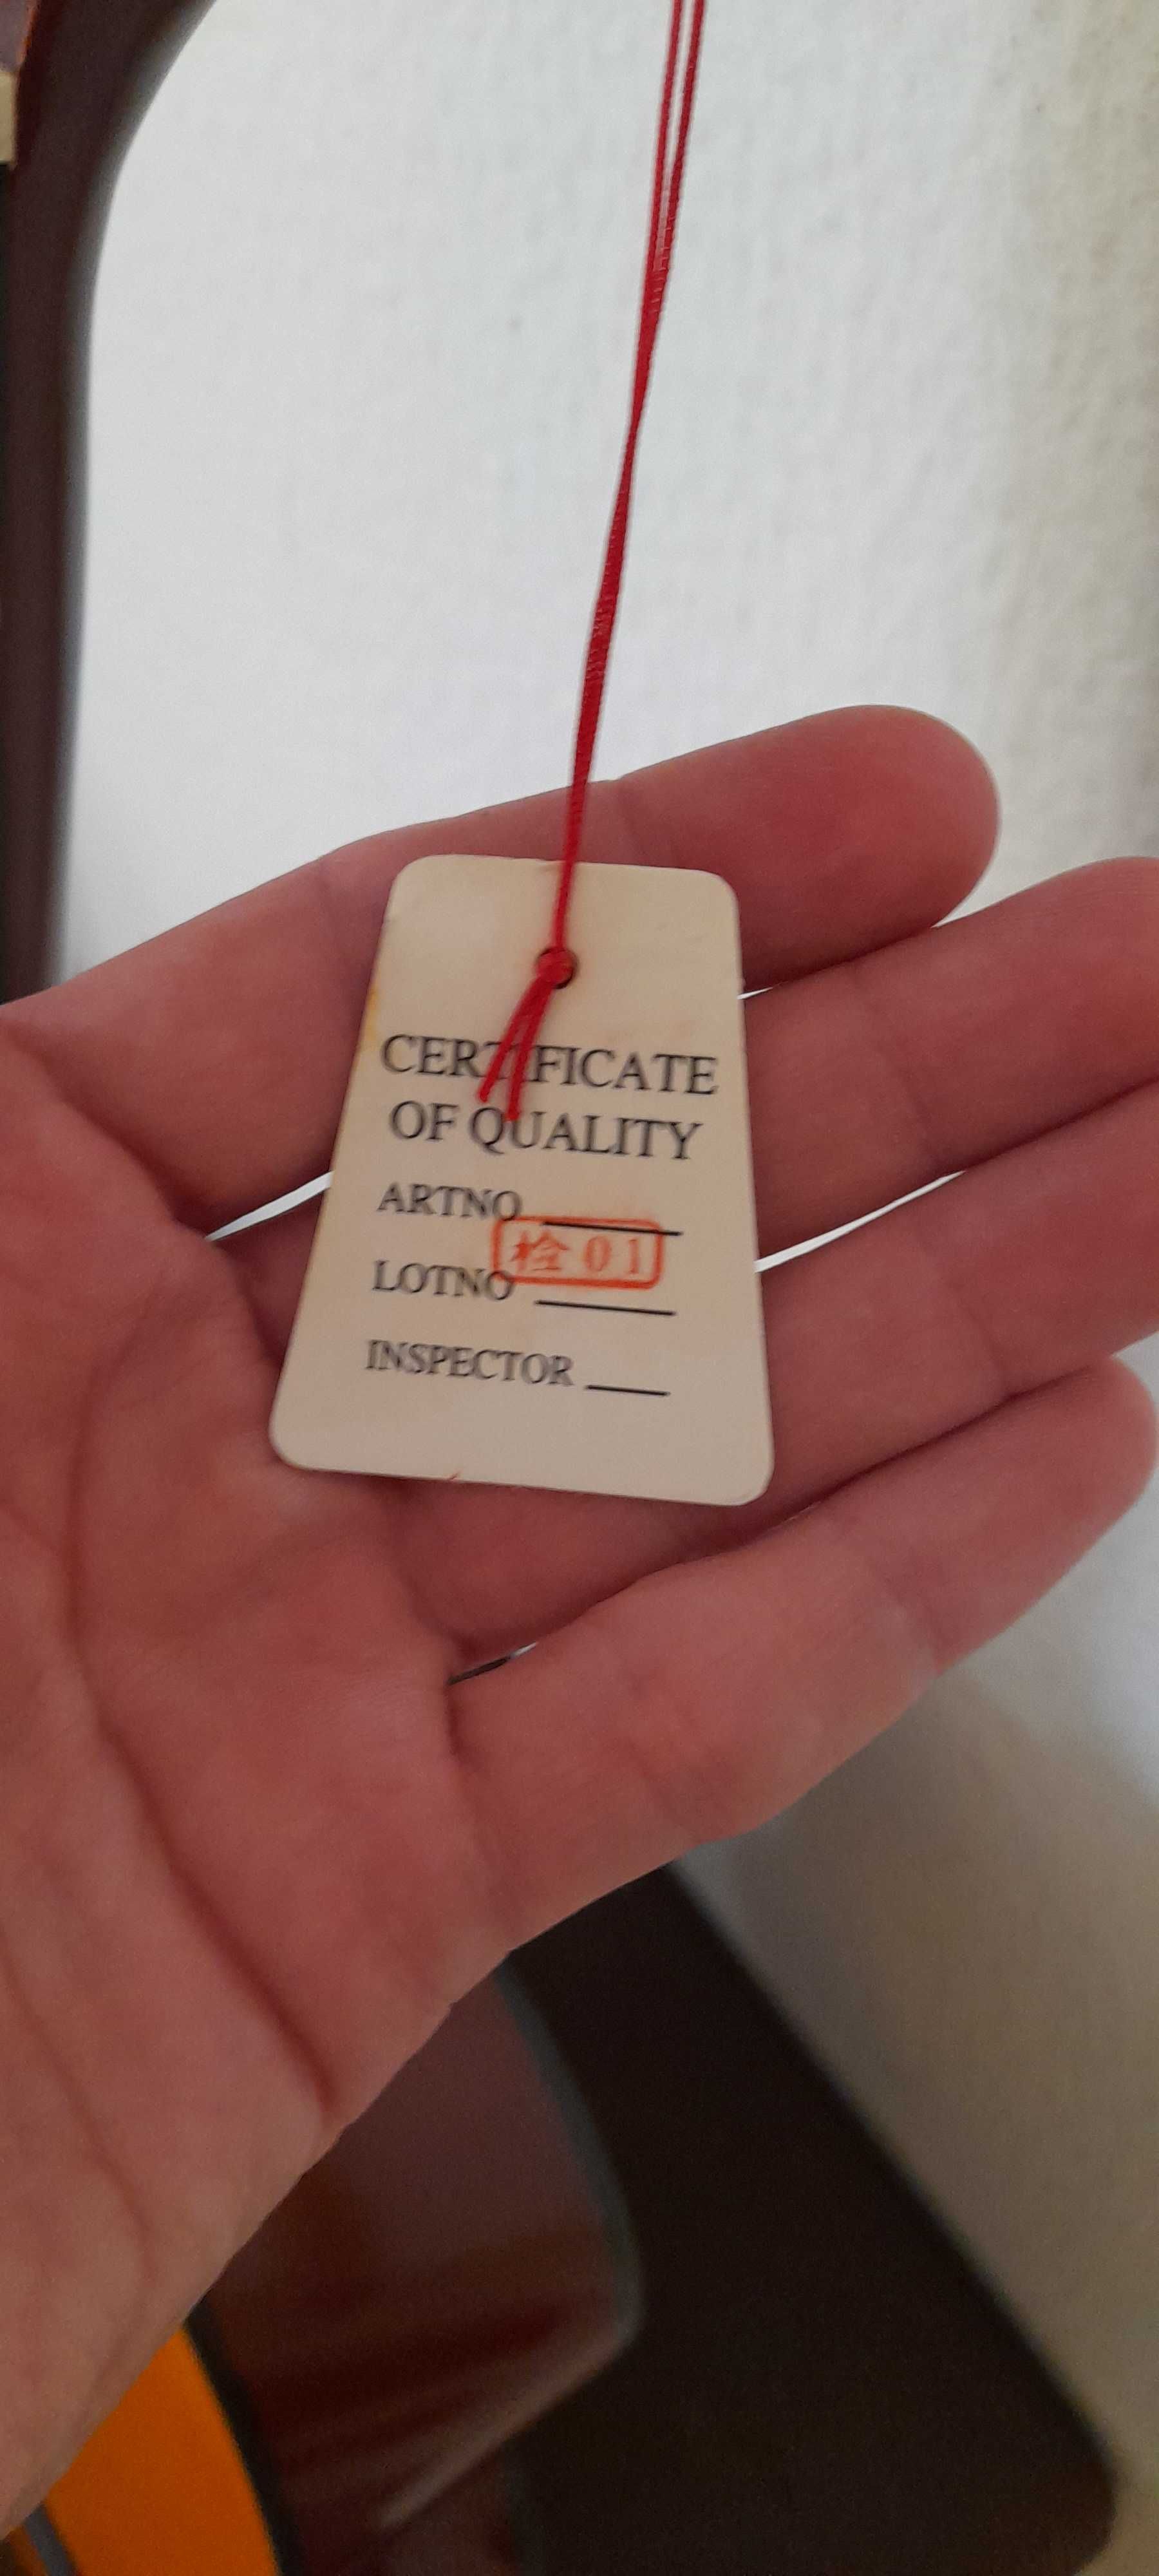 CERTIFICATE
OF QUALITY
ARTNO
检01
LOTNO
INSPECTOR